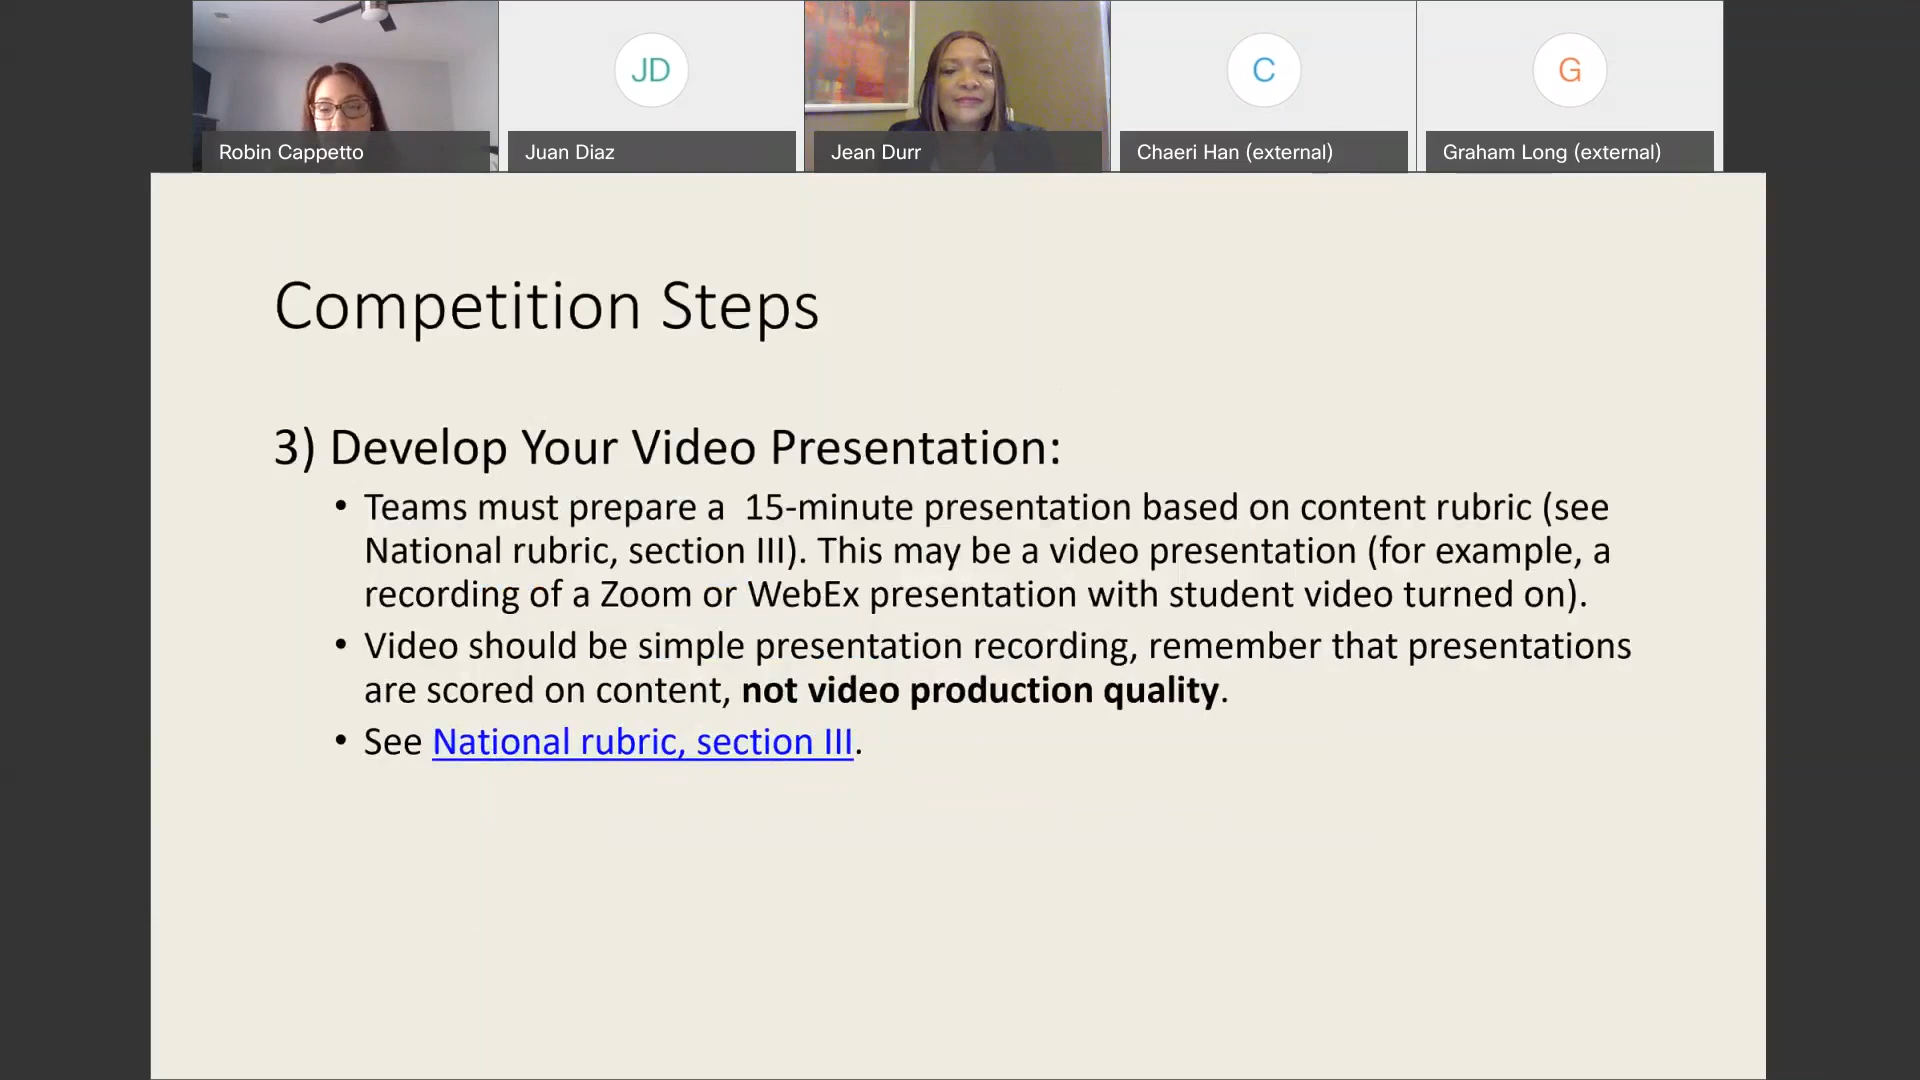 Robin Cappetto
JD
Juan Diaz
Jean Durr
C
Chaeri Han (external)
G
Graham Long (external)
Competition Steps
3) Develop Your Video Presentation:
• Teams must prepare a  15-minute presentation based on content rubric (see
National rubric, section III). This may be a video presentation (for example, a
recording of a Zoom or WebEx presentation with student video turned on).
• Video should be simple presentation recording, remember that presentations
are scored on content, not video production quality.
• See National rubric, section III.